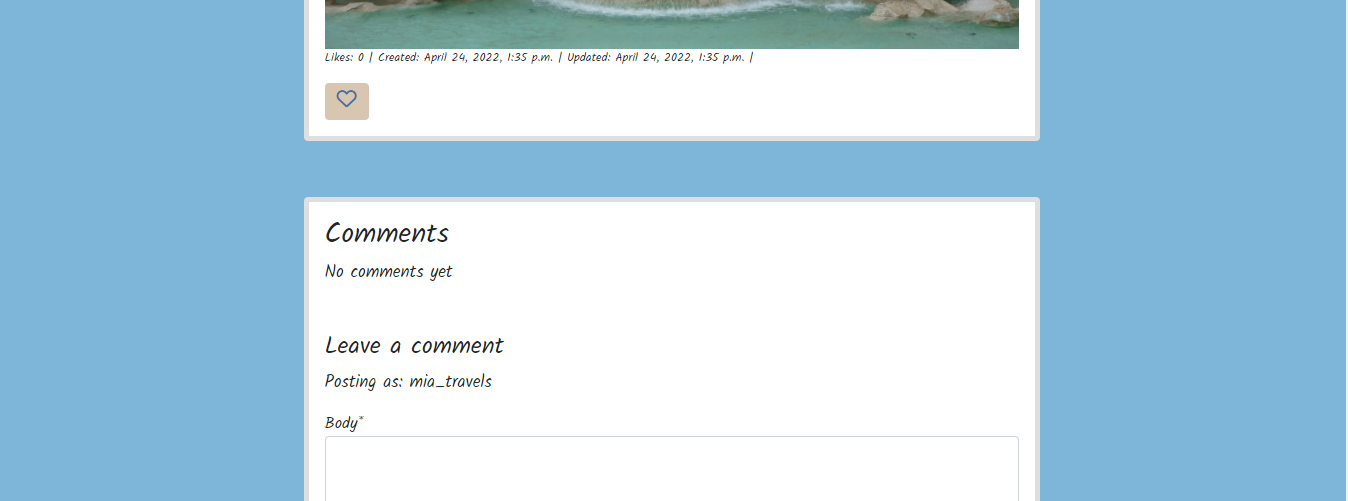 Likes: 0 | Created: April 24, 2022, 1:35 p.m. | Updated: April 24, 2022, 1:35 p.m. |
Comments
No comments yet
Leave a comment
Posting as: mia_travels
Body*